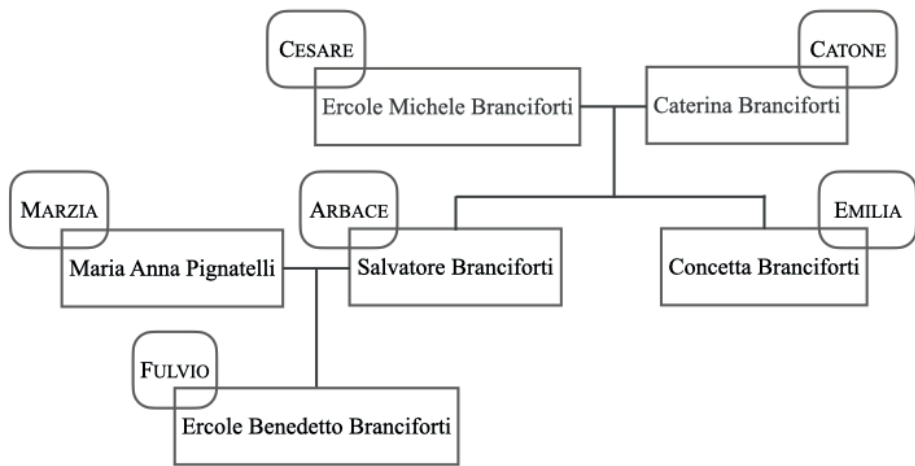 CESARE
CATONE
Ercole Michele Branciforti
Caterina Branciforti
MARZIA
ARBACE
EMILIA
Maria Anna Pignatelli
Salvatore Branciforti
Concetta Branciforti
FULVIO
Ercole Benedetto Branciforti